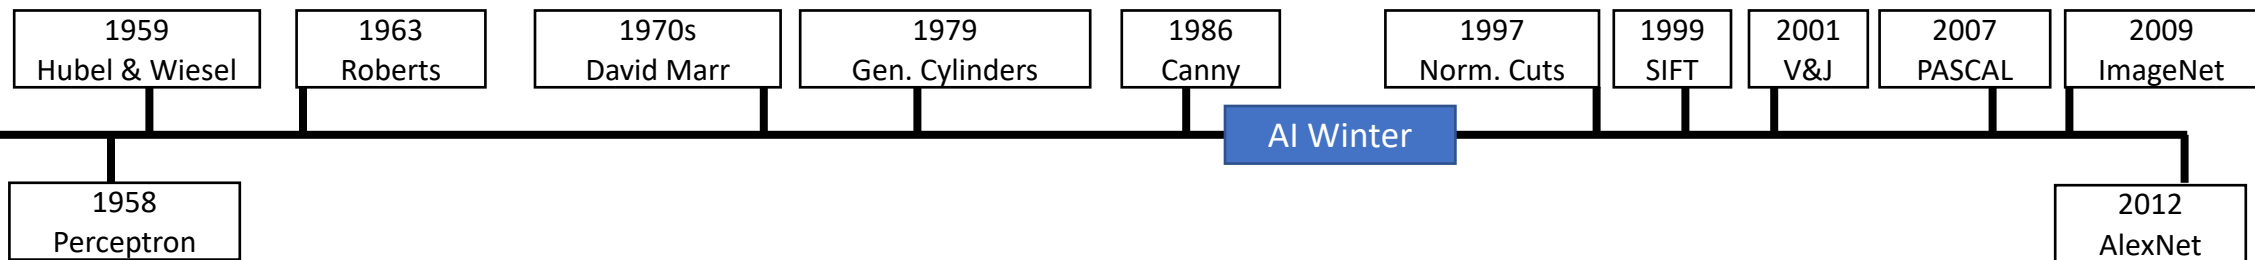 1959
Hubel & Wiesel
1963
Roberts
1970s
David Marr
1979
Gen. Cylinders
1986
Canny
1997
Norm. Cuts
1999
SIFT
2001
V&J
2007
PASCAL
2009
ImageNet
AI Winter
1958
Perceptron
2012
AlexNet